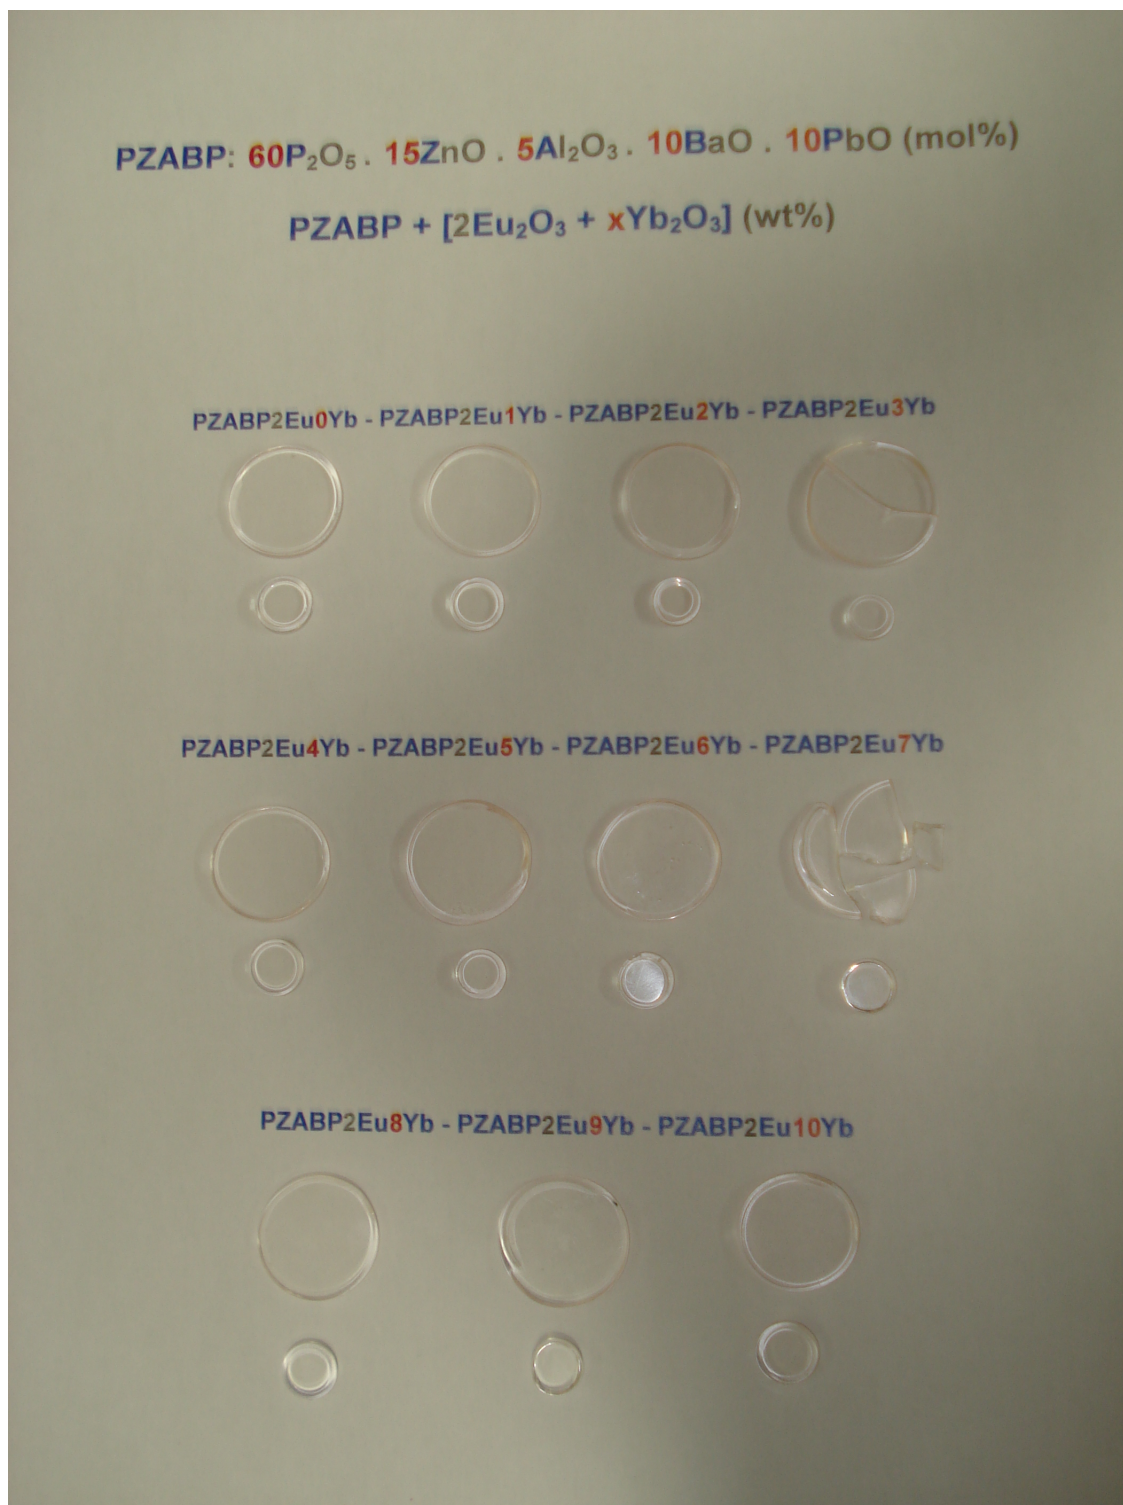 PZABP: 60P₂O₅ . 15ZnO . 5Al₂O₃ . 10BaO . 10PbO (mol%)
PZABP + [2Eu₂O₃ + xYb₂O₃] (wt%)
PZABP2Eu0Yb - PZABP2Eu1Yb - PZABP2Eu2Yb - PZABP2Eu3Yb
PZABP2Eu4Yb - PZABP2Eu5Yb - PZABP2Eu6Yb - PZABP2Eu7Yb
PZABP2Eu8Yb - PZABP2Eu9Yb - PZABP2Eu10Yb